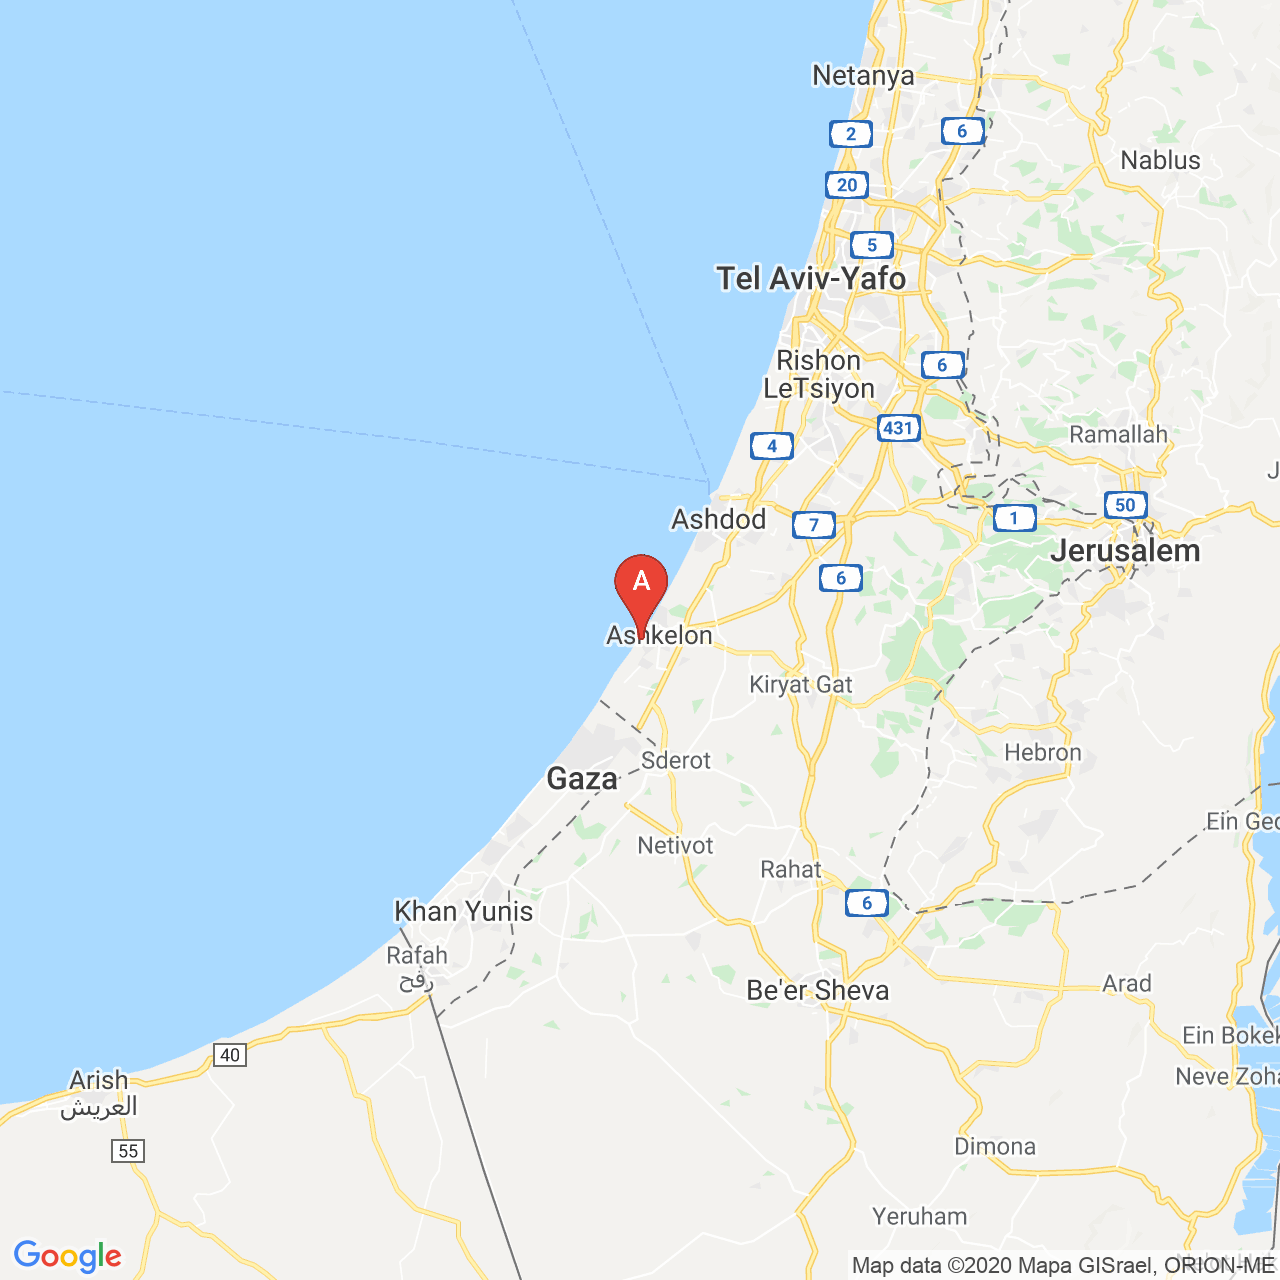 Netanya
2
6
Nablus
20
5
Tel Aviv-Yafo
Rishon
LeTsiyon
6
431
4
Ramallah
J
50
Ashdod
7
1
Jerusalem
6
A
Ashkelon
Kiryat Gat
Hebron
Sderot
Gaza
Ein Ged
Netivot
Rahat
6
Khan Yunis
Rafah
رفح
Be'er Sheva
Arad
Ein Bokek
40
Neve Zoha
Arish
العريش
55
Dimona
Yeruham
Google
Map data ©2020 Mapa GISrael, ORION-ME